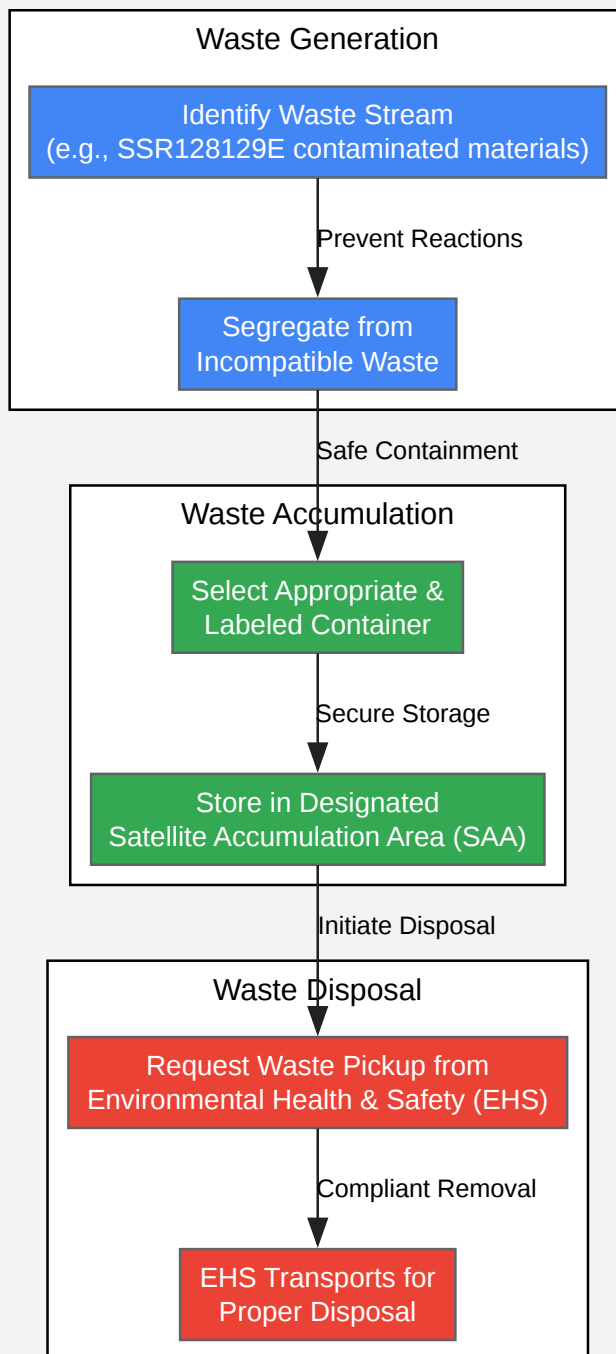 Waste Generation
Identify Waste Stream
(e.g., SSR128129E contaminated materials)
Prevent Reactions
Segregate from
Incompatible Waste
Safe Containment
Waste Accumulation
Select Appropriate &
Labeled Container
Secure Storage
Store in Designated
Satellite Accumulation Area (SAA)
Initiate Disposal
Waste Disposal
Request Waste Pickup from
Environmental Health & Safety (EHS)
Compliant Removal
EHS Transports for
Proper Disposal